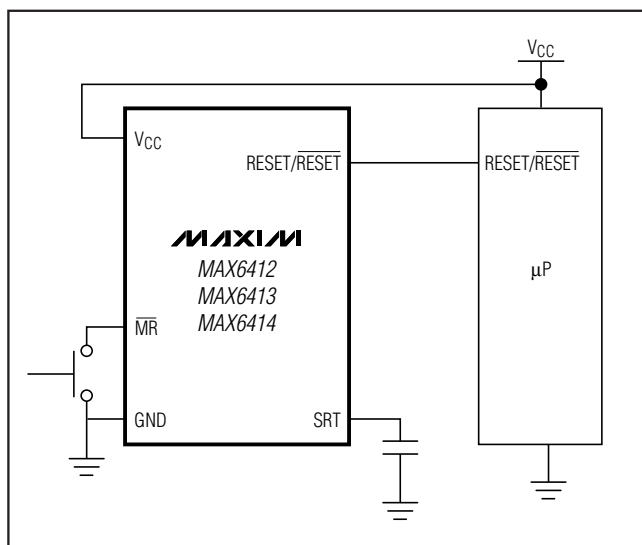 VCC
VCC
RESET/RESET
RESET/RESET
MAXIM
MAX6412
MAX6413
MAX6414
µP
MR
GND
SRT